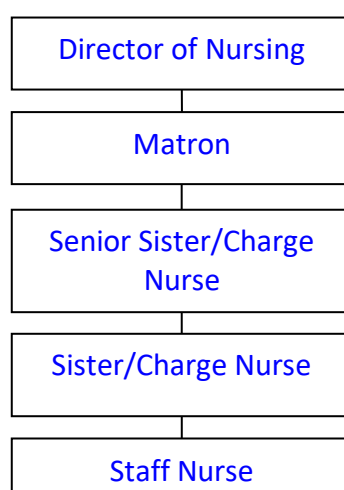 Director of Nursing
Matron
Senior Sister/Charge
Nurse
Sister/Charge Nurse
Staff Nurse